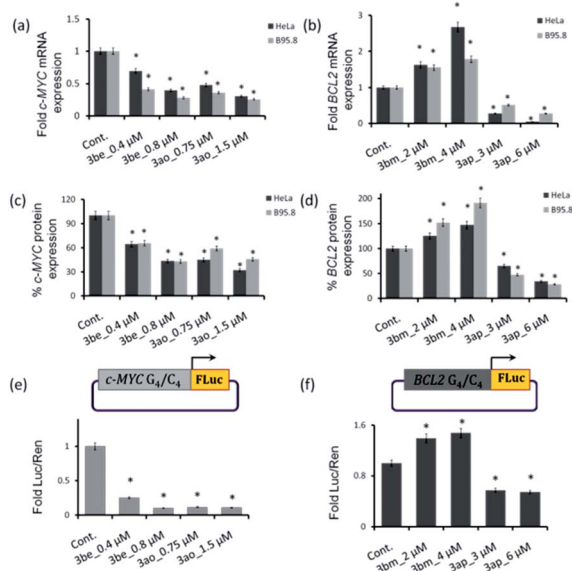 (a)
Fold c-MYC mRNA
expression
1.5
1
0.5
0
HeLa
B95.8
Cont.
3be_0.4 µM
3be_0.8 µM
3ao_0.75 µM
3ao_1.5 µM
(b)
Fold BCL2 mRNA
expression
3
2
1
0
HeLa
B95.8
Cont.
3bm_2 µM
3bm_4 µM
3ap_3 µM
3ap_6 µM
(c)
% c-MYC protein
expression
120
90
60
30
0
HeLa
B95.8
Cont.
3be_0.4 µM
3be_0.8 µM
3ao_0.75 µM
3ao_1.5 µM
(d)
% BCL2 protein
expression
200
150
100
50
0
HeLa
B95.8
Cont.
3bm_2 µM
3bm_4 µM
3ap_3 µM
3ap_6 µM
(e)
c-MYC G4/C4 FLuc
Fold Luc/Ren
1
0.5
0
Cont.
3be_0.4 µM
3be_0.8 µM
3ao_0.75 µM
3ao_1.5 µM
(f)
BCL2 G4/C4 FLuc
Fold Luc/Ren
1.6
0.8
0
Cont.
3bm_2 µM
3bm_4 µM
3ap_3 µM
3ap_6 µM